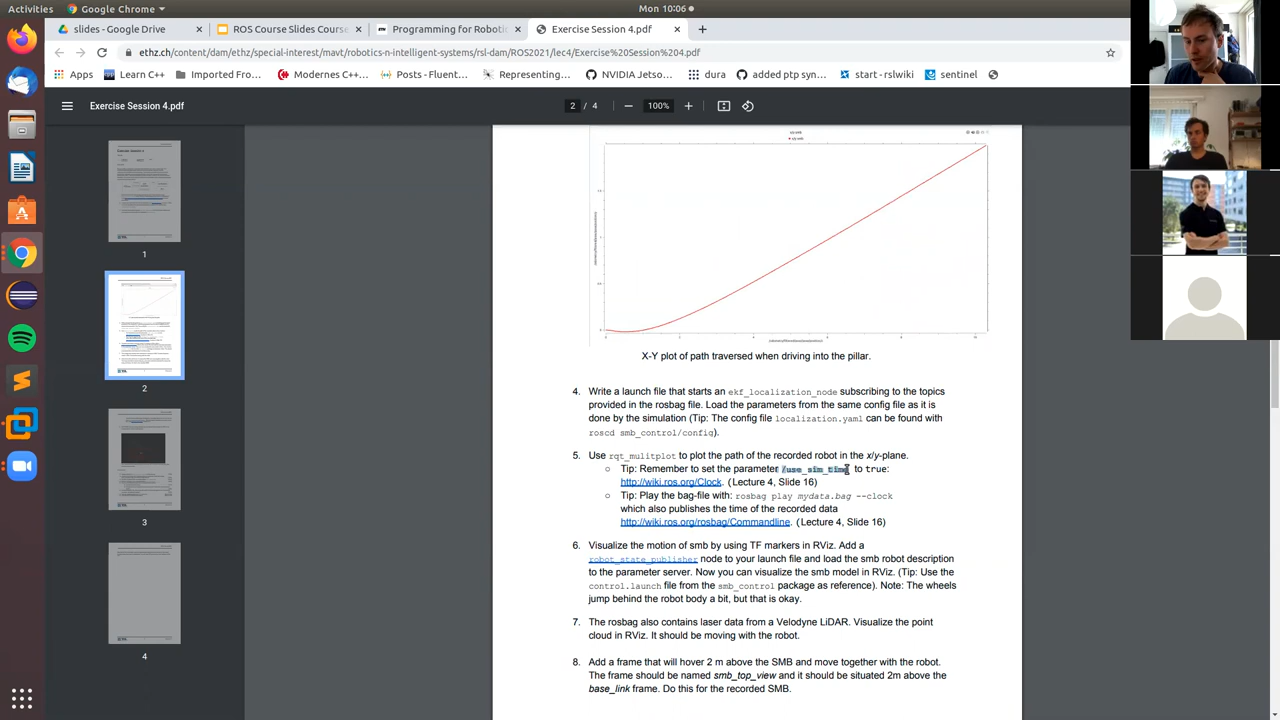 Activities
Google Chrome
Mon 10:06
slides - Google Drive
ROS Course Slides Course
Programming for Roboti
Exercise Session 4.pdf
ethz.ch/content/dam/ethz/special-interest/mavt/robotics-n-intelligent-systems/rsl-dam/ROS2021/lec4/Exercise%20Session%204.pdf
Apps
Learn C++
Imported Fro...
Modernes C++...
Posts - Fluent...
Representing...
NVIDIA Jetso...
dura
added ptp syn...
start - rslwiki
sentinel
Exercise Session 4.pdf
2 / 4
100%
1
2
3
4
X-Y plot of path traversed when driving into the pillar.
4. Write a launch file that starts an ekf_localization_node subscribing to the topics
provided in the rosbag file. Load the parameters from the same config file as it is
done by the simulation (Tip: The config file localization.yaml can be found with
roscd smb_control/config).
5. Use rqt_mulitplot to plot the path of the recorded robot in the x/y-plane.
○ Tip: Remember to set the parameter /use_sim_time to true:
http://wiki.ros.org/Clock. (Lecture 4, Slide 16)
○ Tip: Play the bag-file with: rosbag play mydata.bag --clock
which also publishes the time of the recorded data
http://wiki.ros.org/rosbag/Commandline. (Lecture 4, Slide 16)
6. Visualize the motion of smb by using TF markers in RViz. Add a
robot_state_publisher node to your launch file and load the smb robot description
to the parameter server. Now you can visualize the smb model in RViz. (Tip: Use the
control.launch file from the smb_control package as reference). Note: The wheels
jump behind the robot body a bit, but that is okay.
7. The rosbag also contains laser data from a Velodyne LiDAR. Visualize the point
cloud in RViz. It should be moving with the robot.
8. Add a frame that will hover 2 m above the SMB and move together with the robot.
The frame should be named smb_top_view and it should be situated 2m above the
base_link frame. Do this for the recorded SMB.